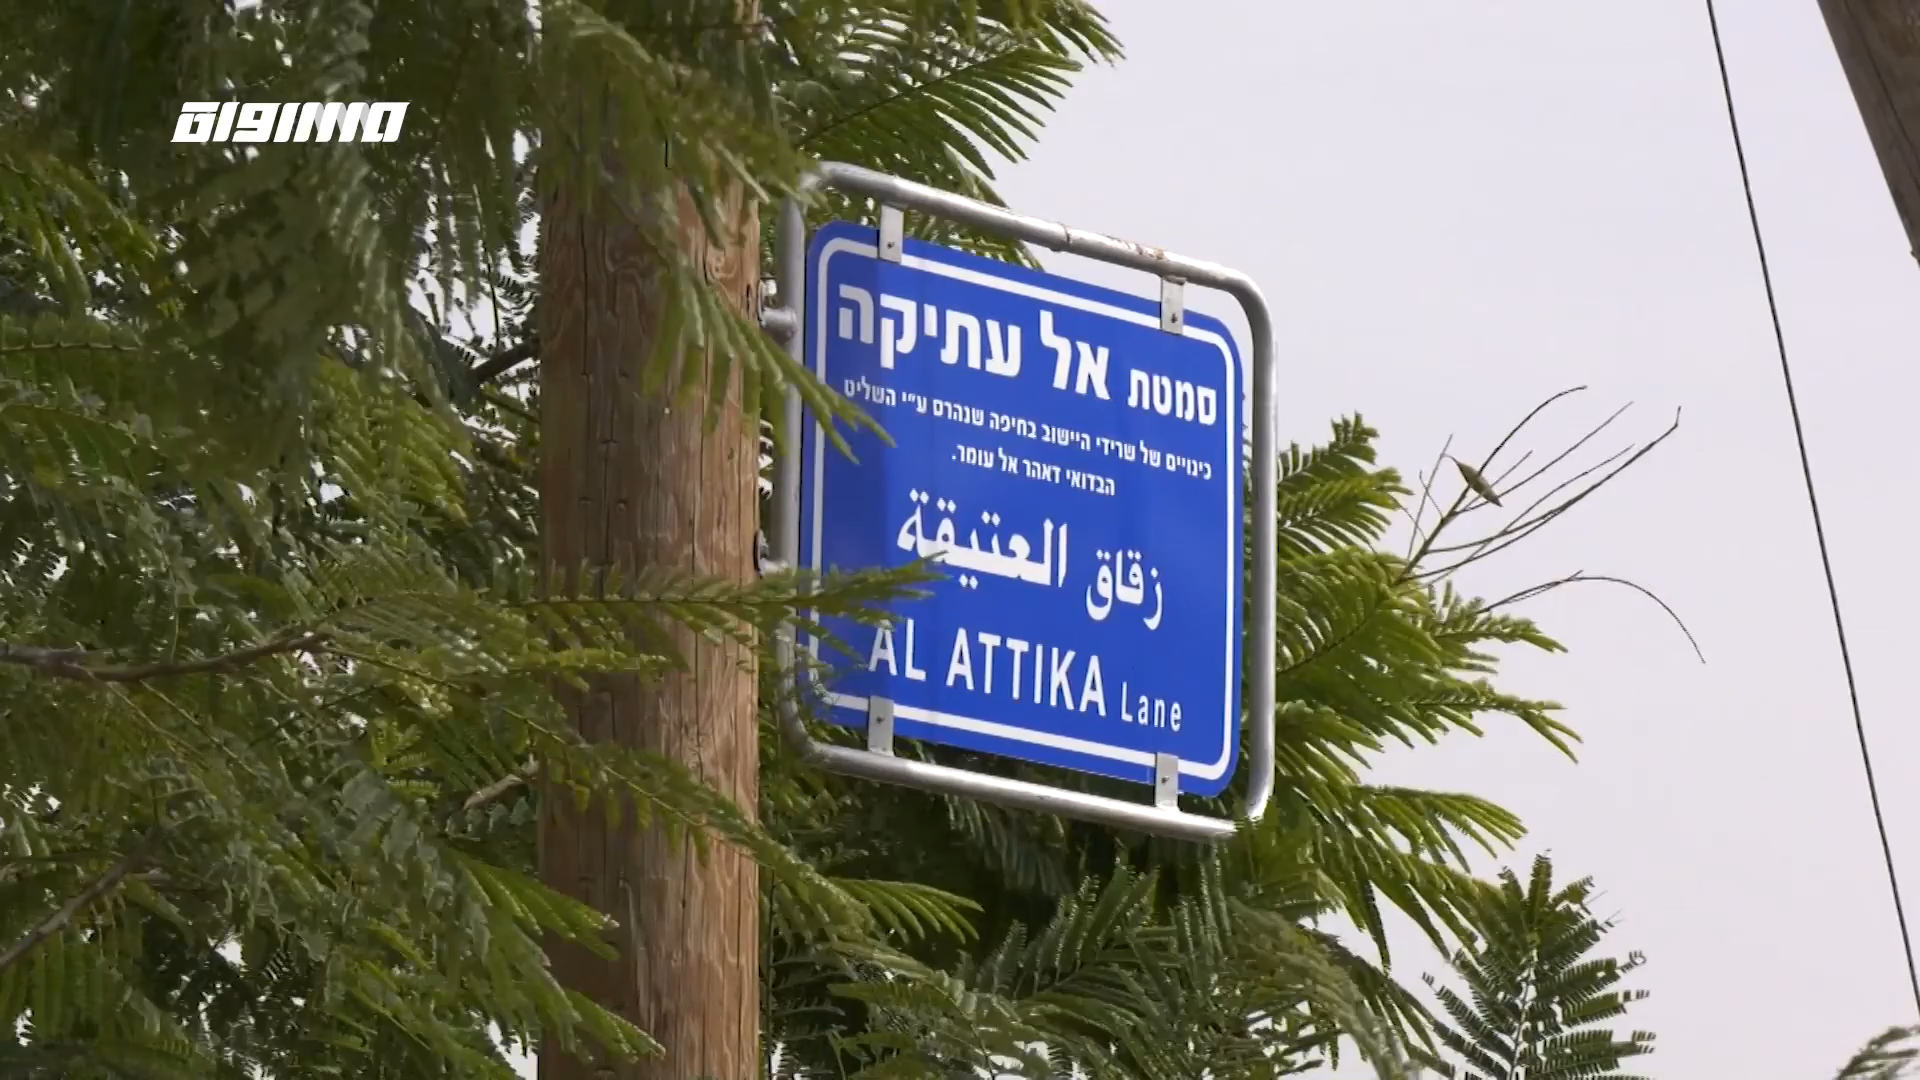 סמטת אל עתיקה
כינויים של שרידי היישוב בחיפה שנהרס ע"י השליט
הבדואי דאהר אל עומר.
زقاق العتيقة
AL ATTIKA Lane